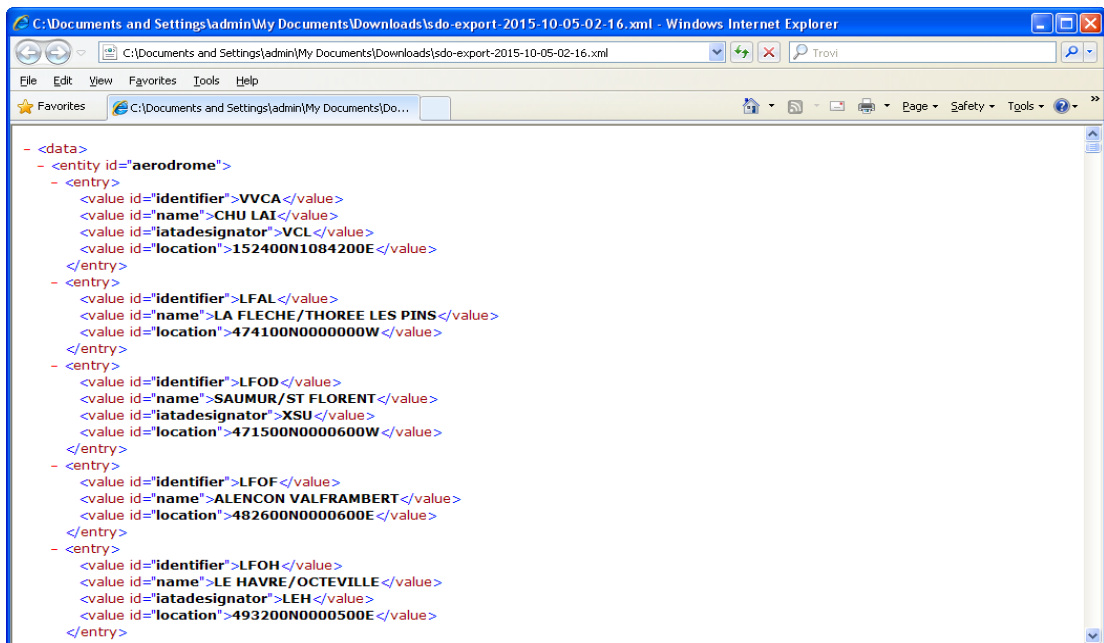 C:\Documents and Settings\admin\My Documents\Downloads\sdo-export-2015-10-05-02-16.xml - Windows Internet Explorer
C:\Documents and Settings\admin\My Documents\Downloads\sdo-export-2015-10-05-02-16.xml Trovi
File Edit View Favorites Tools Help
Favorites C:\Documents and Settings\admin\My Documents\Do... Page Safety Tools »
- <data>
- <entity id="aerodrome">
- <entry>
<value id="identifier">VVCA</value>
<value id="name">CHU LAI</value>
<value id="iatadesignator">VCL</value>
<value id="location">152400N1084200E</value>
</entry>
- <entry>
<value id="identifier">LFAL</value>
<value id="name">LA FLECHE/THOREE LES PINS</value>
<value id="location">474100N0000000W</value>
</entry>
- <entry>
<value id="identifier">LFOD</value>
<value id="name">SAUMUR/ST FLORENT</value>
<value id="iatadesignator">XSU</value>
<value id="location">471500N0000600W</value>
</entry>
- <entry>
<value id="identifier">LFOF</value>
<value id="name">ALENCON VALFRAMBERT</value>
<value id="location">482600N0000600E</value>
</entry>
- <entry>
<value id="identifier">LFOH</value>
<value id="name">LE HAVRE/OCTEVILLE</value>
<value id="iatadesignator">LEH</value>
<value id="location">493200N0000500E</value>
</entry>